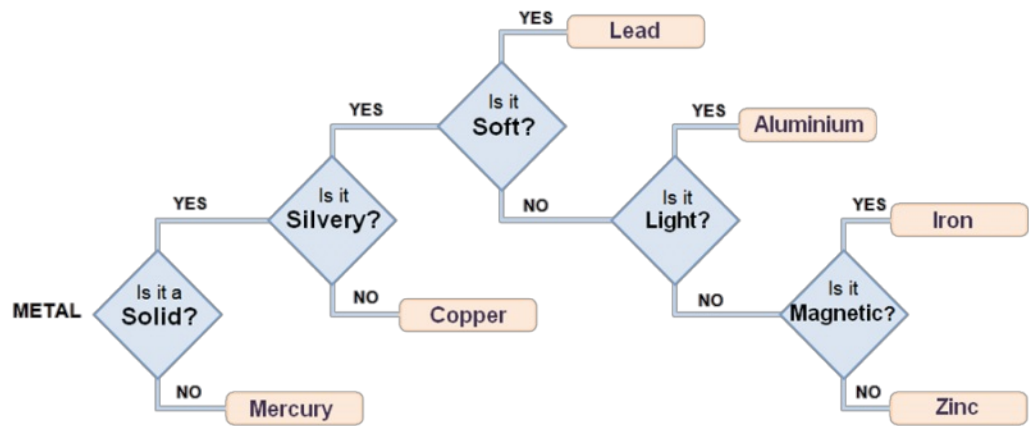 YES
Lead
Is it
Soft?
YES
YES
Aluminium
Is it
Silvery?
YES
NO
Is it
Light?
YES
Iron
METAL
Is it a
Solid?
NO
Copper
NO
Is it
Magnetic?
NO
Mercury
NO
Zinc